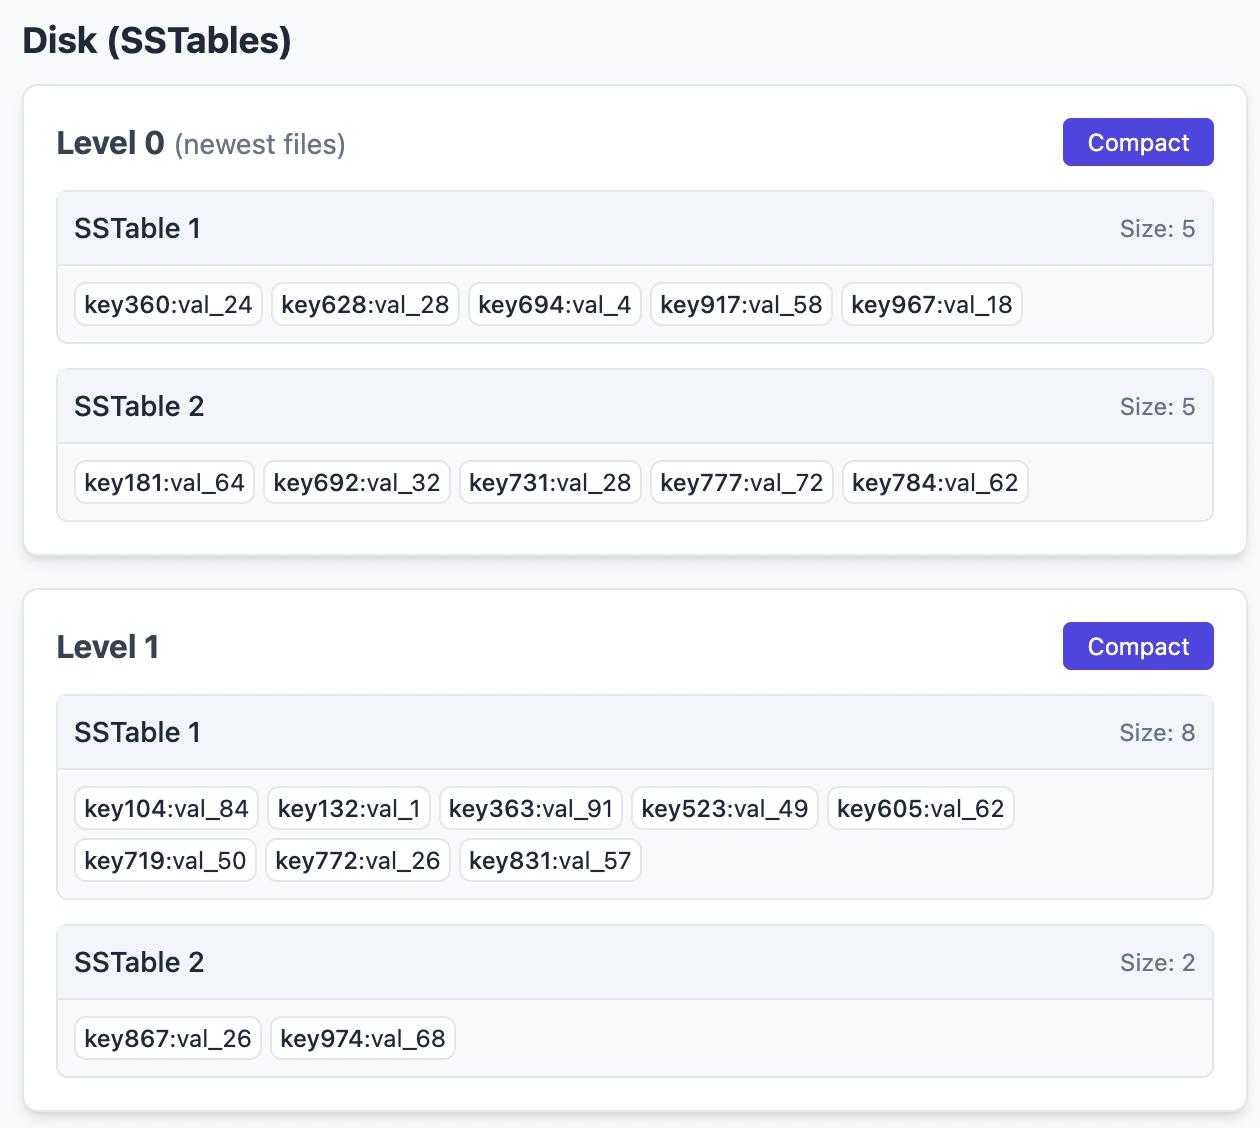 Disk (SSTables)
Level 0 (newest files)
Compact
SSTable 1
Size: 5
key360:val_24 key628:val_28 key694:val_4 key917:val_58 key967:val_18
SSTable 2
Size: 5
key181:val_64 key692:val_32 key731:val_28 key777:val_72 key784:val_62
Level 1
Compact
SSTable 1
Size: 8
key104:val_84 key132:val_1 key363:val_91 key523:val_49 key605:val_62
key719:val_50 key772:val_26 key831:val_57
SSTable 2
Size: 2
key867:val_26 key974:val_68